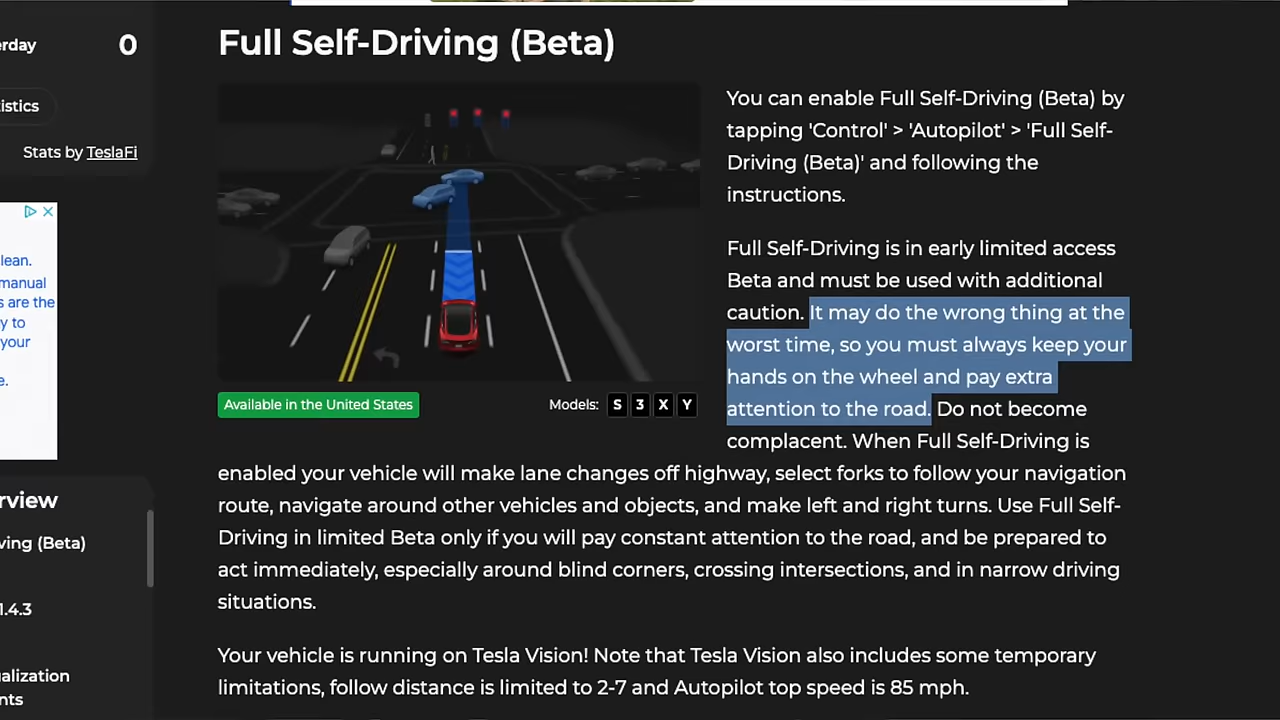 erday 0
istics
Stats by TeslaFi
lean.
manual
s are the
y to
your
e.
rview
ving (Beta)
1.4.3
alization
nts
Full Self-Driving (Beta)
Available in the United States
Models: S 3 X Y
You can enable Full Self-Driving (Beta) by
tapping 'Control' > 'Autopilot' > 'Full Self-
Driving (Beta)' and following the
instructions.
Full Self-Driving is in early limited access
Beta and must be used with additional
caution. It may do the wrong thing at the
worst time, so you must always keep your
hands on the wheel and pay extra
attention to the road. Do not become
complacent. When Full Self-Driving is
enabled your vehicle will make lane changes off highway, select forks to follow your navigation
route, navigate around other vehicles and objects, and make left and right turns. Use Full Self-
Driving in limited Beta only if you will pay constant attention to the road, and be prepared to
act immediately, especially around blind corners, crossing intersections, and in narrow driving
situations.
Your vehicle is running on Tesla Vision! Note that Tesla Vision also includes some temporary
limitations, follow distance is limited to 2-7 and Autopilot top speed is 85 mph.